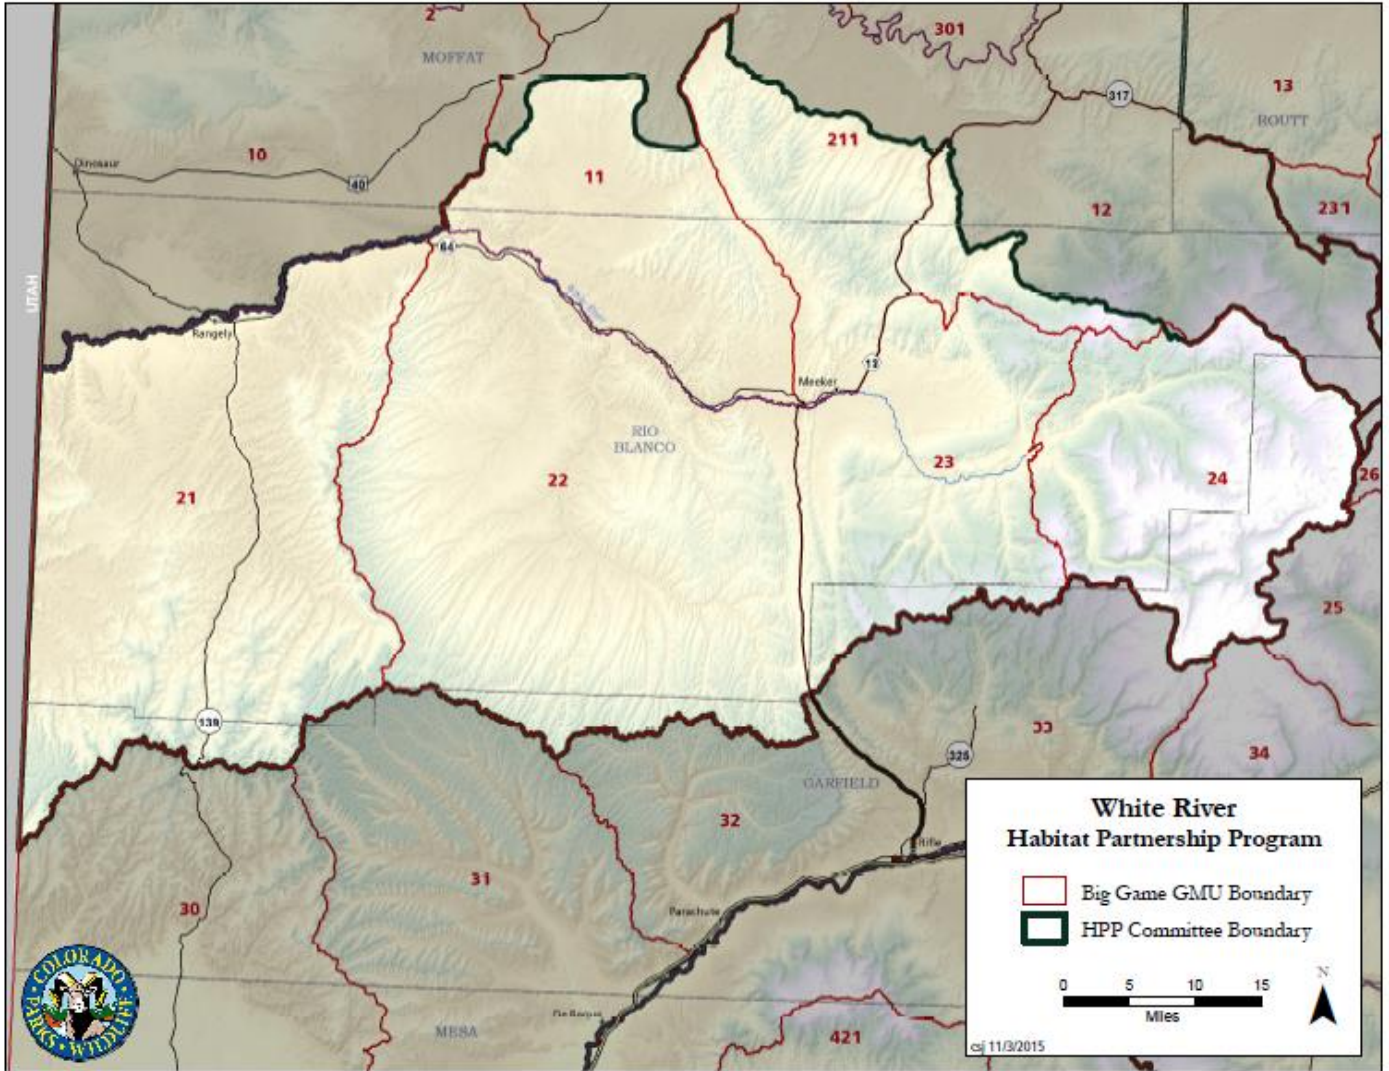 2
301
MOFFAT
317
13
ROUTT
211
10
Dinosaur
40
11
12
231
64
UTAH
Rangely
13
Meeker
RIO
BLANCO
23
22
24
26
21
25
139
33
34
325
GARFIELD
32
Rifle
31
30
Parachute
MESA
421
COLORADO
PARKS • WILDLIFE
White River
Habitat Partnership Program
Big Game GMU Boundary
HPP Committee Boundary
N
0 5 10 15
Miles
csj 11/3/2015